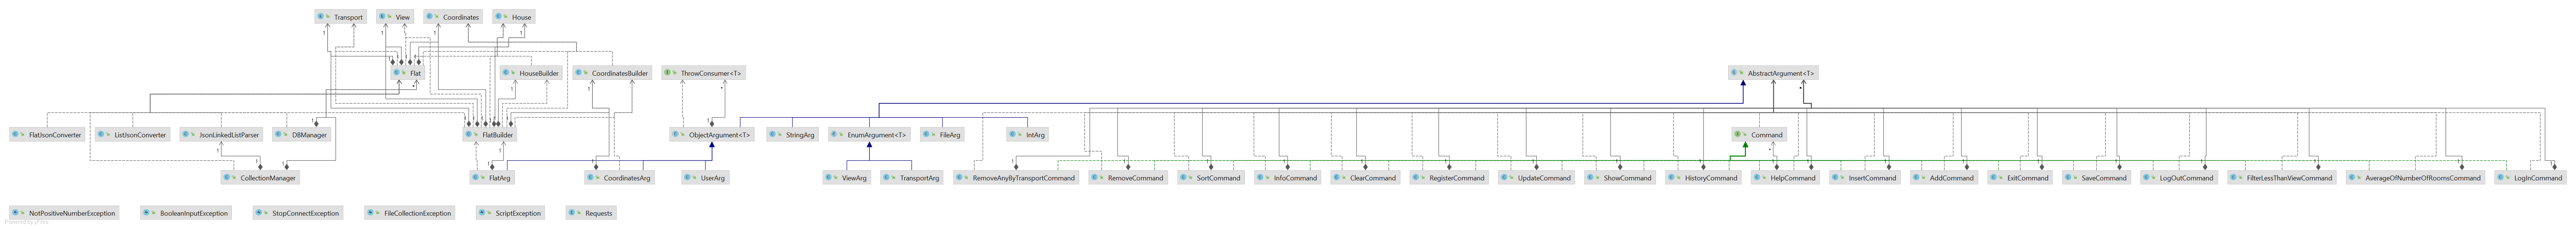 Transport
View
Coordinates
House
Flat
HouseBuilder
CoordinatesBuilder
ThrowConsumer<T>
AbstractArgument<T>
FlatJsonConverter
ListJsonConverter
JsonLinkedListParser
DBManager
FlatBuilder
ObjectArgument<T>
StringArg
EnumArgument<T>
FileArg
IntArg
Command
CollectionManager
FlatArg
CoordinatesArg
UserArg
ViewArg
TransportArg
RemoveAnyByTransportCommand
RemoveCommand
SortCommand
InfoCommand
ClearCommand
RegisterCommand
UpdateCommand
ShowCommand
HistoryCommand
HelpCommand
InsertCommand
AddCommand
ExitCommand
SaveCommand
LogOutCommand
FilterLessThanViewCommand
AverageOfNumberOfRoomsCommand
LogInCommand
NotPositiveNumberException
BooleanInputException
StopConnectException
FileCollectionException
ScriptException
Requests
Powered by yFiles